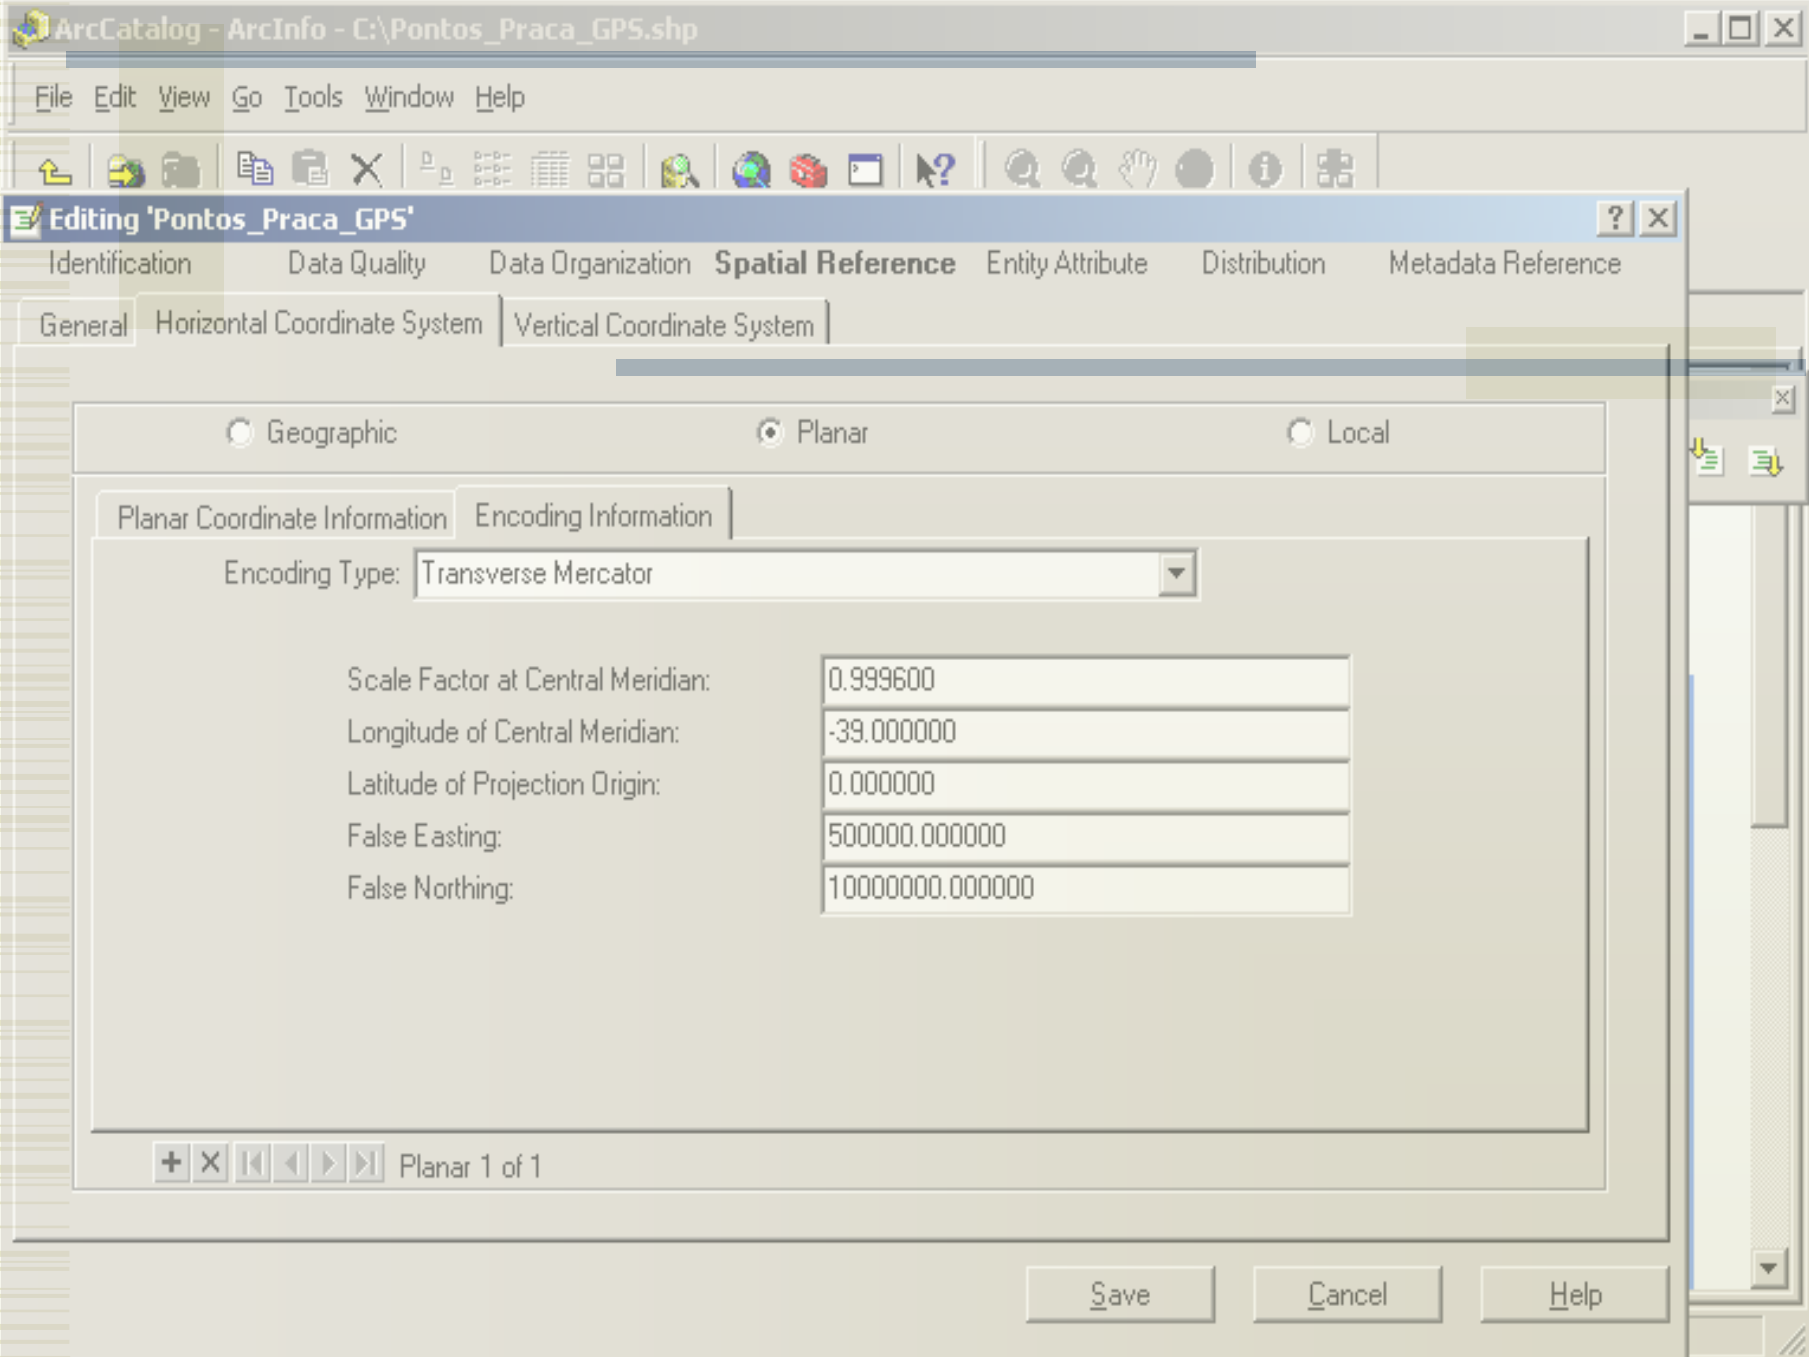 ArcCatalog - ArcInfo - C:\Pontos_Praca_GPS.shp
File Edit View Go Tools Window Help
Editing 'Pontos_Praca_GPS'
Identification Data Quality Data Organization Spatial Reference Entity Attribute Distribution Metadata Reference
General Horizontal Coordinate System Vertical Coordinate System
Geographic Planar Local
Planar Coordinate Information Encoding Information
Encoding Type: Transverse Mercator
Scale Factor at Central Meridian: 0.999600
Longitude of Central Meridian: -39.000000
Latitude of Projection Origin: 0.000000
False Easting: 500000.000000
False Northing: 10000000.000000
Planar 1 of 1
Save Cancel Help